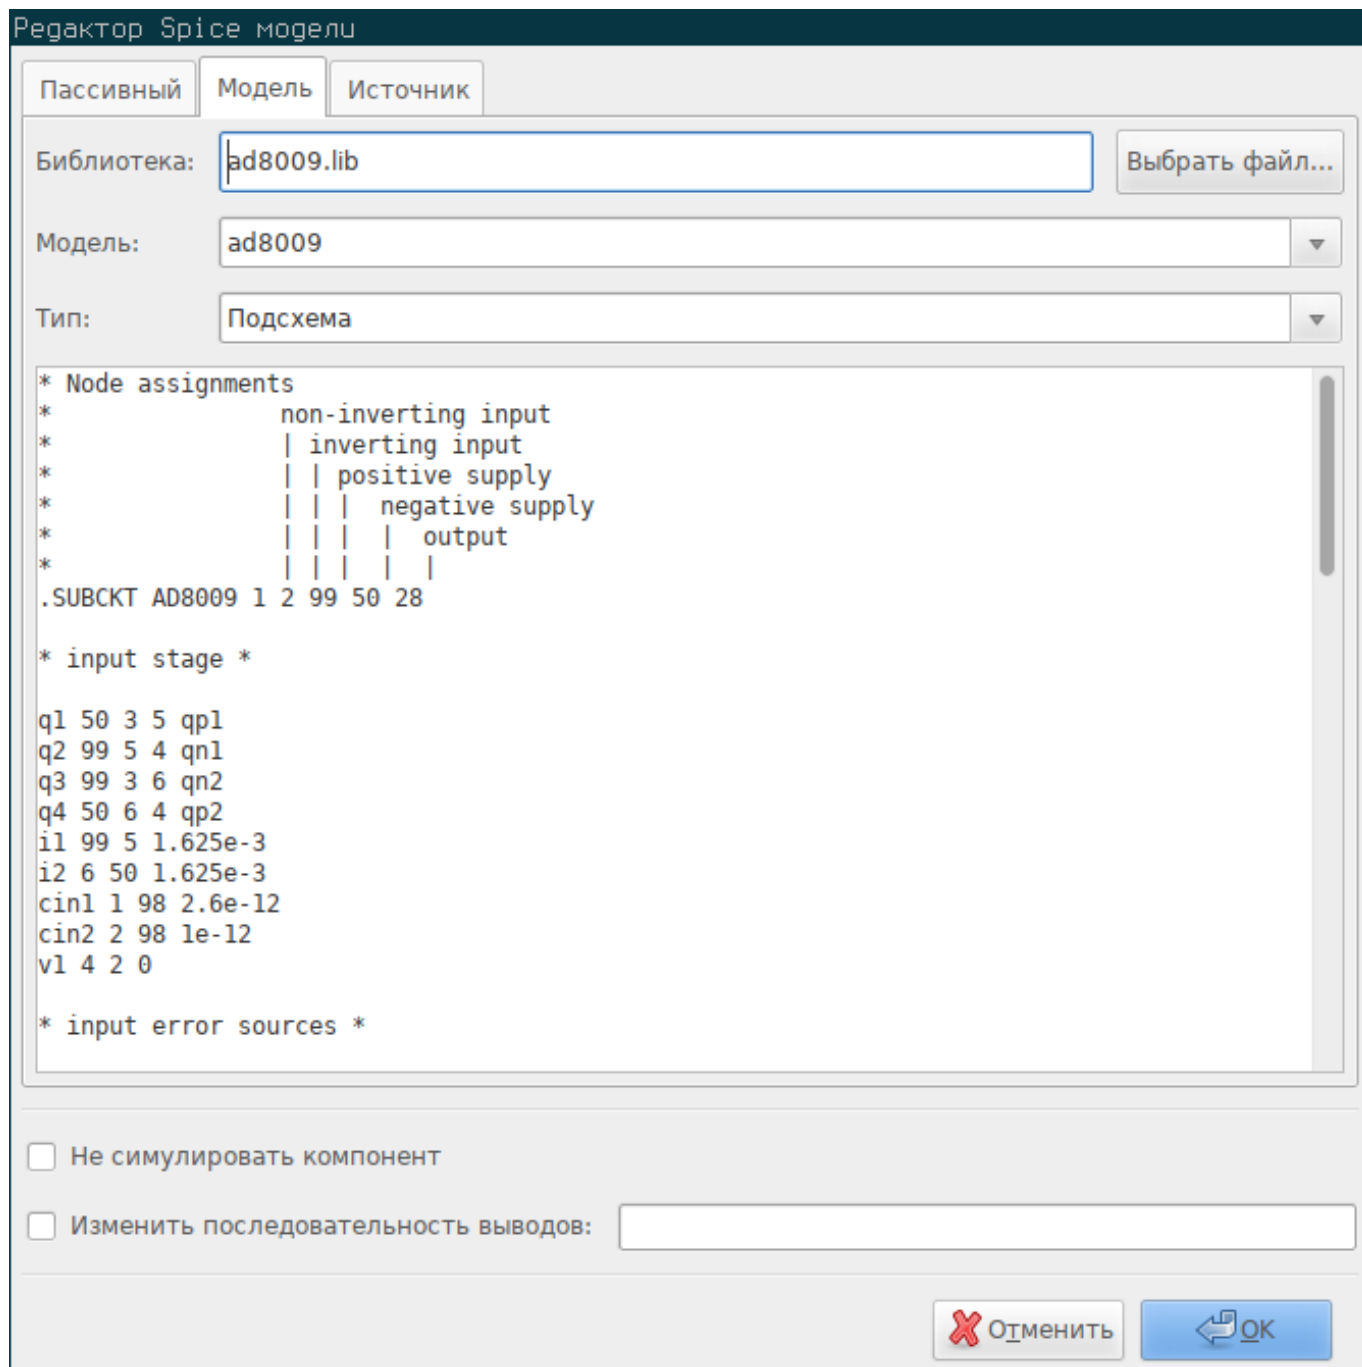 Редактор Spice модели
Пассивный Модель Источник
Библиотека: ad8009.lib Выбрать файл...
Модель: ad8009
Тип: Подсхема
* Node assignments
*                non-inverting input
*                | inverting input
*                | | positive supply
*                | | |  negative supply
*                | | |  |  output
*                | | |  |  |
.SUBCKT AD8009 1 2 99 50 28
* input stage *
q1 50 3 5 qp1
q2 99 5 4 qn1
q3 99 3 6 qn2
q4 50 6 4 qp2
i1 99 5 1.625e-3
i2 6 50 1.625e-3
cin1 1 98 2.6e-12
cin2 2 98 1e-12
v1 4 2 0
* input error sources *
Не симулировать компонент
Изменить последовательность выводов:
Отменить OK